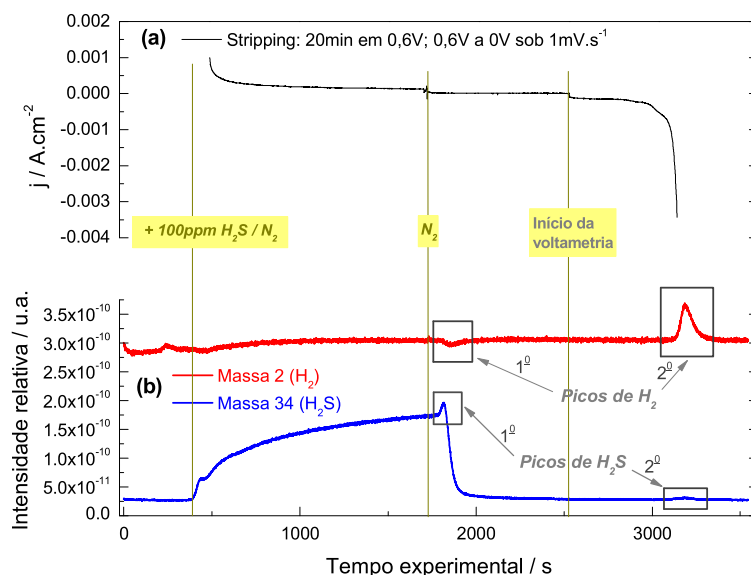 (a)
Stripping: 20min em 0,6V; 0,6V a 0V sob 1mV.s⁻¹
0.002
0.001
0.000
-0.001
-0.002
-0.003
-0.004
j / A.cm⁻²
+ 100ppm H₂S / N₂
N₂
Início da
voltametria
3.5x10⁻¹⁰
3.0x10⁻¹⁰
2.5x10⁻¹⁰
2.0x10⁻¹⁰
1.5x10⁻¹⁰
1.0x10⁻¹⁰
5.0x10⁻¹¹
0.0
Intensidade relativa / u.a.
(b)
Massa 2 (H₂)
Massa 34 (H₂S)
1º
2º
Picos de H₂
1º
Picos de H₂S
2º
0
1000
2000
3000
Tempo experimental / s